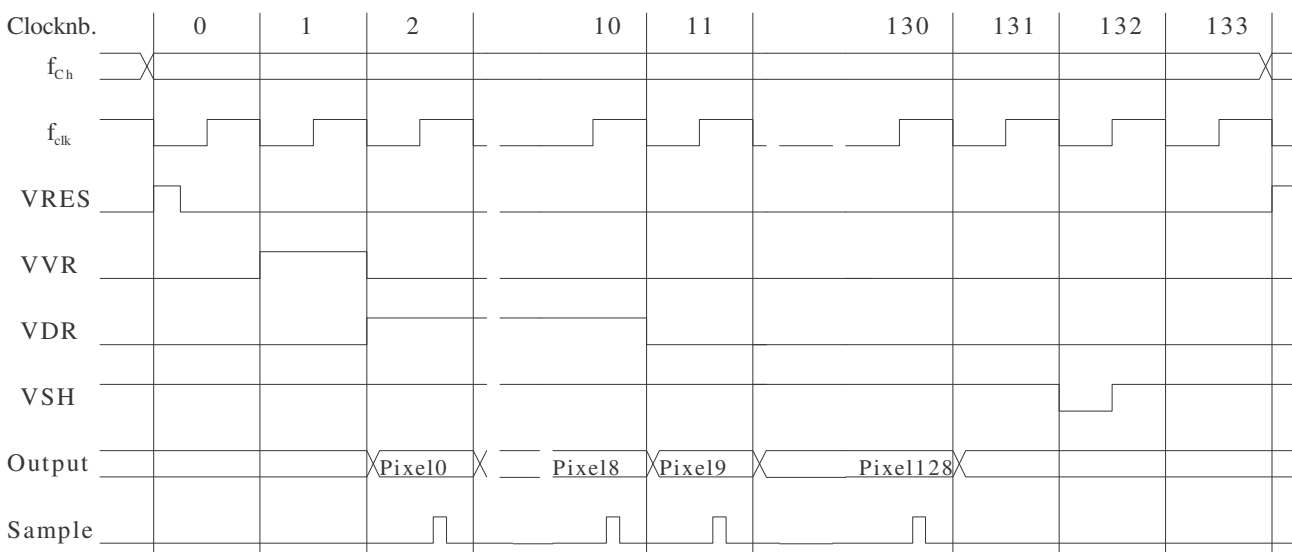 Clocknb. 0 1 2 10 11 130 131 132 133
fCh
fclk
VRES
VVR
VDR
VSH
Output Pixel0 Pixel8 Pixel9 Pixel128
Sample